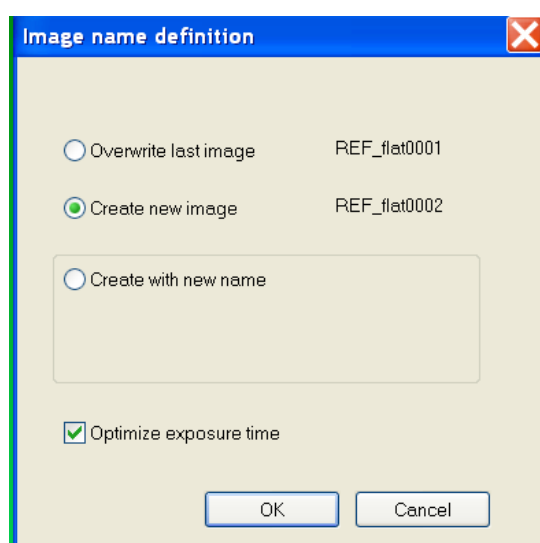 Image name definition
Overwrite last image REF_flat0001
Create new image REF_flat0002
Create with new name
Optimize exposure time
OK Cancel